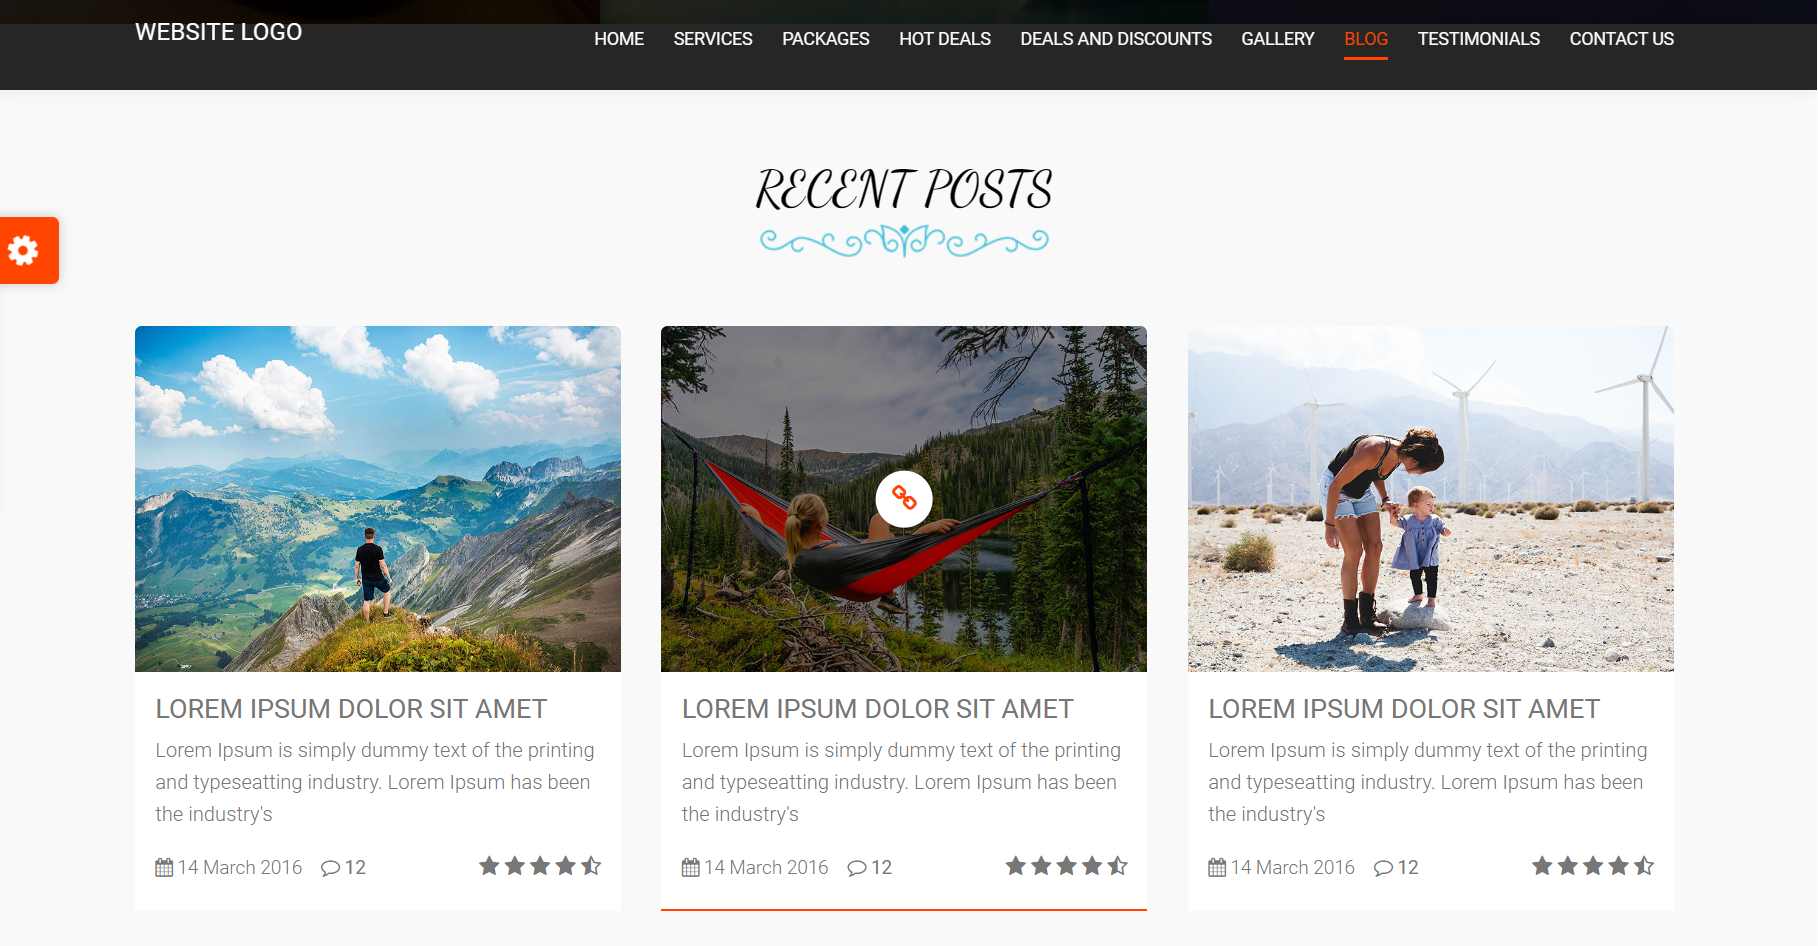 WEBSITE LOGO
HOME SERVICES PACKAGES HOT DEALS DEALS AND DISCOUNTS GALLERY BLOG TESTIMONIALS CONTACT US
RECENT POSTS
LOREM IPSUM DOLOR SIT AMET
Lorem Ipsum is simply dummy text of the printing
and typeseatting industry. Lorem Ipsum has been
the industry's
14 March 2016 12
LOREM IPSUM DOLOR SIT AMET
Lorem Ipsum is simply dummy text of the printing
and typeseatting industry. Lorem Ipsum has been
the industry's
14 March 2016 12
LOREM IPSUM DOLOR SIT AMET
Lorem Ipsum is simply dummy text of the printing
and typeseatting industry. Lorem Ipsum has been
the industry's
14 March 2016 12